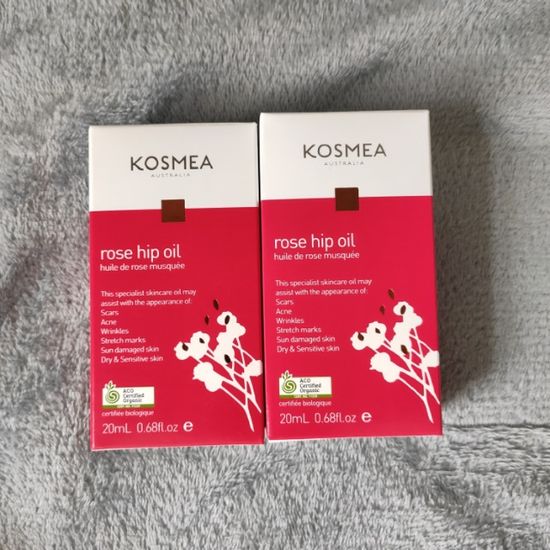 KOSMEA
AUSTRALIA
rose hip oil
huile de rose musquée
This specialist skincare oil may
assist with the appearance of:
Scars
Acne
Wrinkles
Stretch marks
Sun damaged skin
Dry & Sensitive skin
ACO
Certified
Organic
certifiée biologique
20mL 0.68fl.oz e
KOSMEA
AUSTRALIA
rose hip oil
huile de rose musquée
This specialist skincare oil may
assist with the appearance of:
Scars
Acne
Wrinkles
Stretch marks
Sun damaged skin
Dry & Sensitive skin
ACO
Certified
Organic
certifiée biologique
20mL 0.68fl.oz e